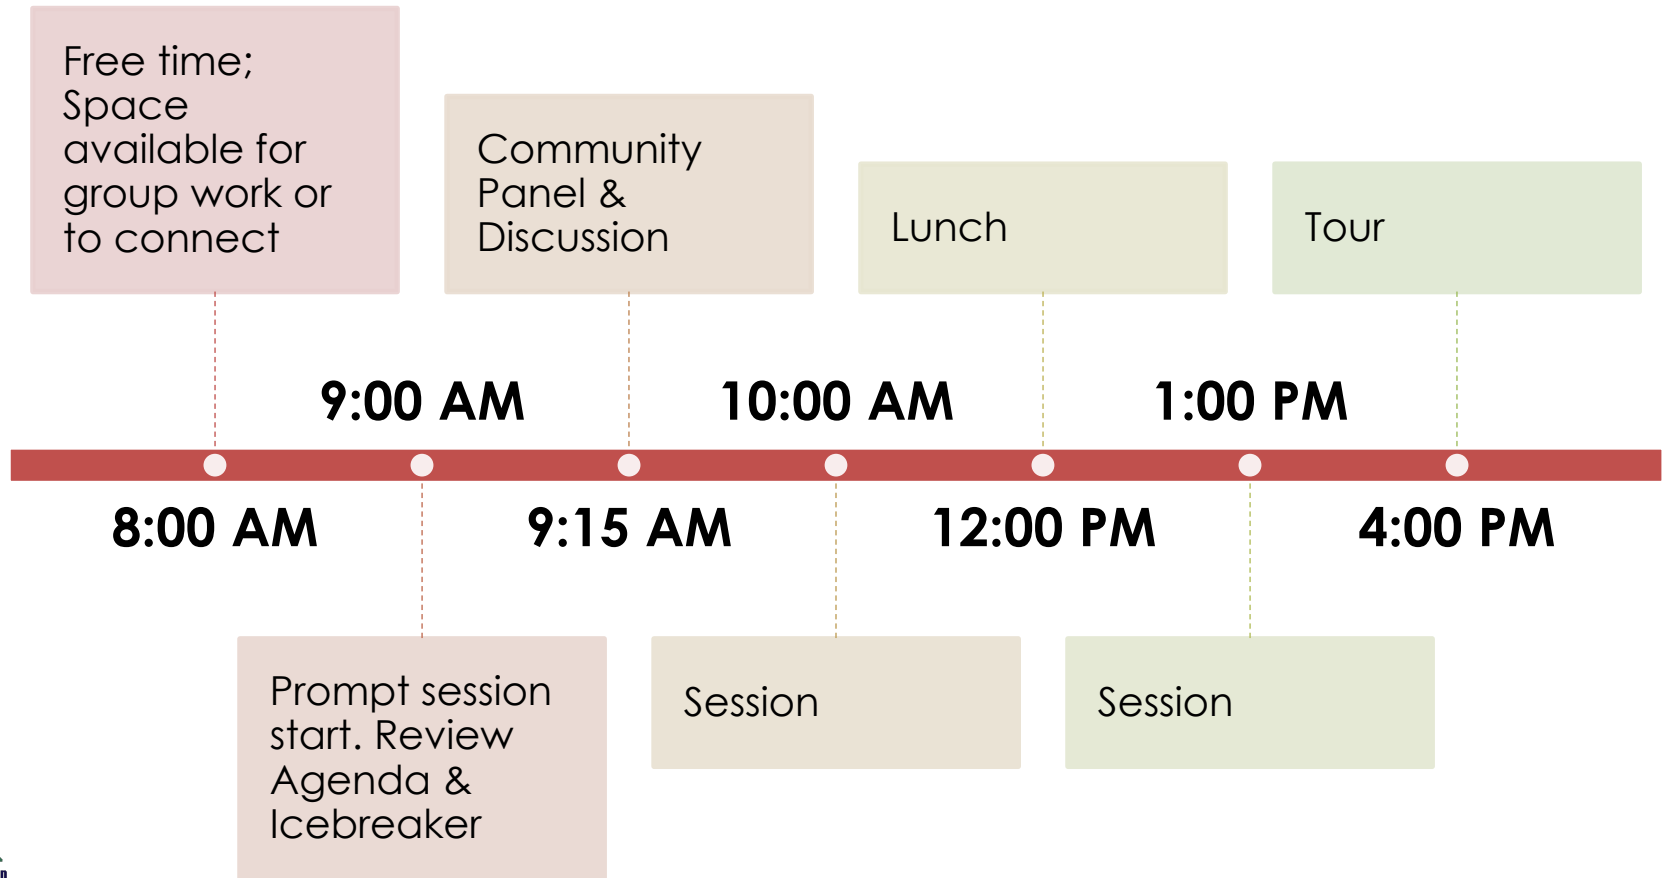 Free time;
Space
available for
group work or
to connect
Community
Panel &
Discussion
Lunch
Tour
9:00 AM
10:00 AM
1:00 PM
8:00 AM
9:15 AM
12:00 PM
4:00 PM
Prompt session
start. Review
Agenda &
Icebreaker
Session
Session